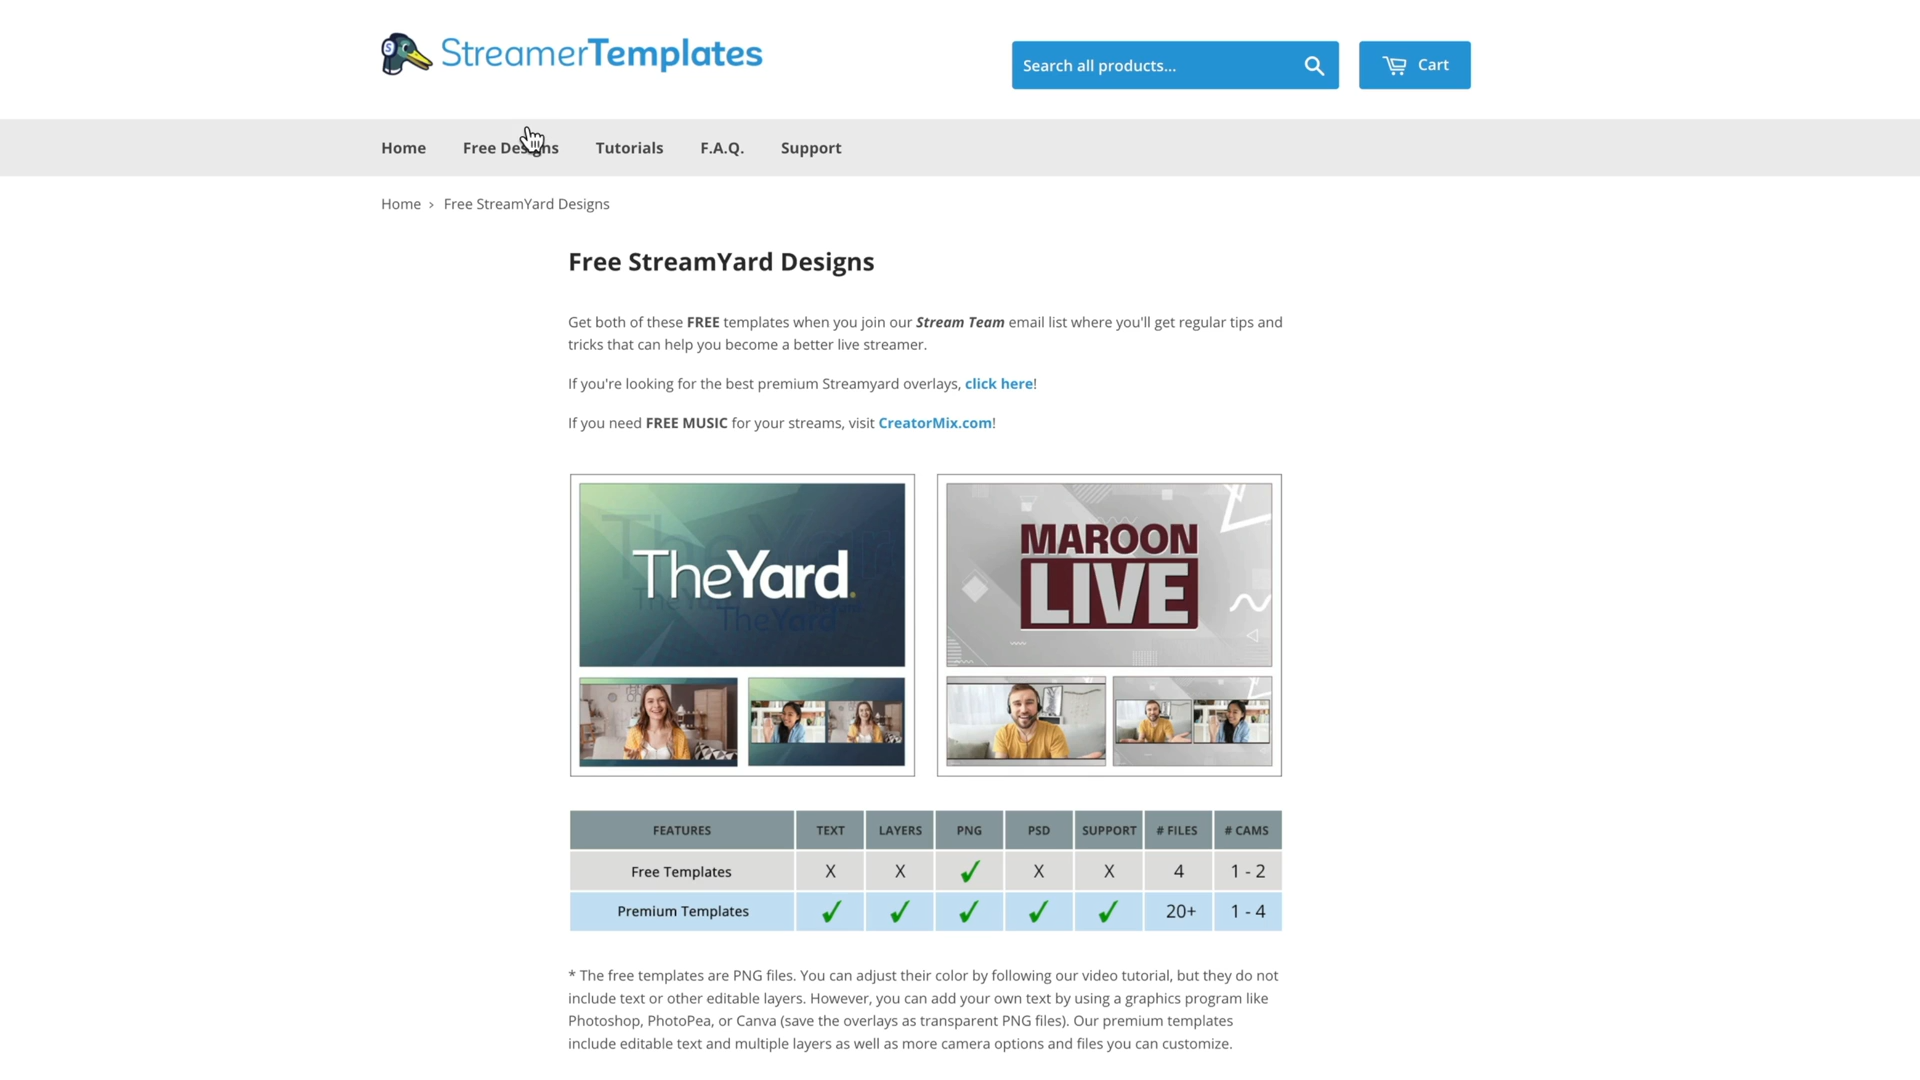 StreamerTemplates
Search all products...
Cart
Home
Free Designs
Tutorials
F.A.Q.
Support
Home › Free StreamYard Designs
Free StreamYard Designs
Get both of these FREE templates when you join our Stream Team email list where you'll get regular tips and
tricks that can help you become a better live streamer.
If you're looking for the best premium Streamyard overlays, click here!
If you need FREE MUSIC for your streams, visit CreatorMix.com!
TheYard.
MAROON
LIVE
FEATURES TEXT LAYERS PNG PSD SUPPORT # FILES # CAMS
Free Templates X X ✓ X X 4 1 - 2
Premium Templates ✓ ✓ ✓ ✓ ✓ 20+ 1 - 4
* The free templates are PNG files. You can adjust their color by following our video tutorial, but they do not
include text or other editable layers. However, you can add your own text by using a graphics program like
Photoshop, PhotoPea, or Canva (save the overlays as transparent PNG files). Our premium templates
include editable text and multiple layers as well as more camera options and files you can customize.